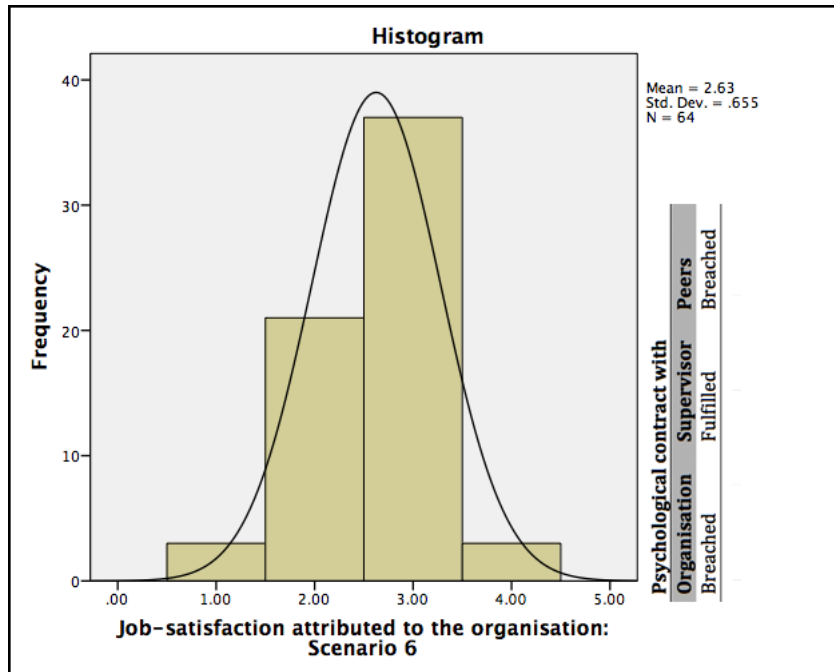 Histogram
Mean = 2.63
Std. Dev. = .655
N = 64
Frequency
40
30
20
10
0
.00 1.00 2.00 3.00 4.00 5.00
Job-satisfaction attributed to the organisation:
Scenario 6
Psychological contract with
Organisation Supervisor Peers
Breached Fulfilled Breached